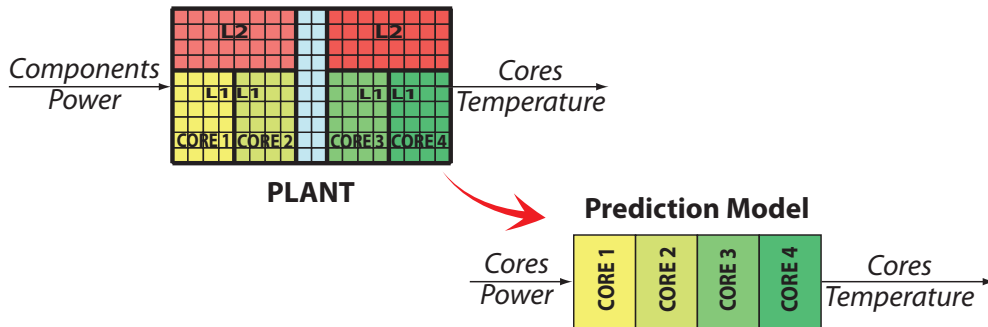 L2 L2
Components
Power
L1 L1 L1 L1
CORE 1 CORE 2 CORE 3 CORE 4
Cores
Temperature
PLANT
Prediction Model
Cores
Power
CORE 1
CORE 2
CORE 3
CORE 4
Cores
Temperature